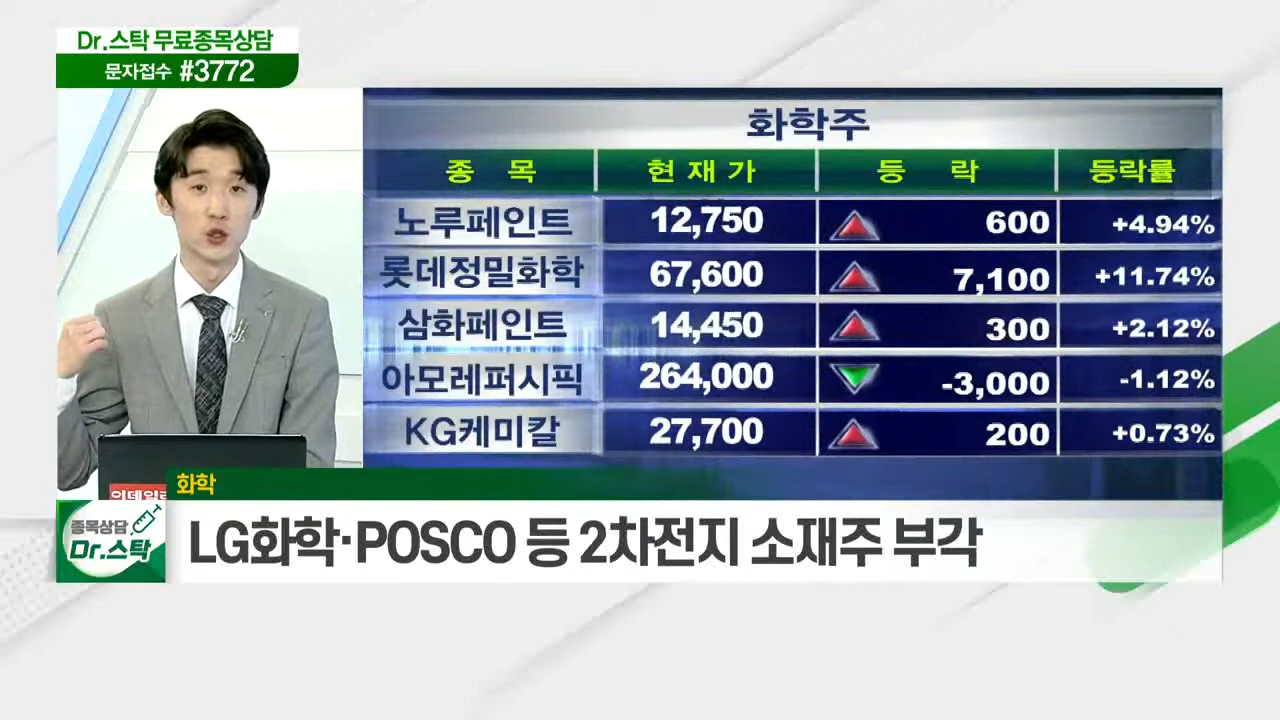 Dr.스탁 무료종목상담
문자접수 #3772
화학주
종 목 현재가 등 락 등락률
노루페인트 12,750 ▲ 600 +4.94%
롯데정밀화학 67,600 ▲ 7,100 +11.74%
삼화페인트 14,450 ▲ 300 +2.12%
아모레퍼시픽 264,000 ▼ -3,000 -1.12%
KG케미칼 27,700 ▲ 200 +0.73%
화학
종목상담
Dr.스탁
LG화학·POSCO 등 2차전지 소재주 부각